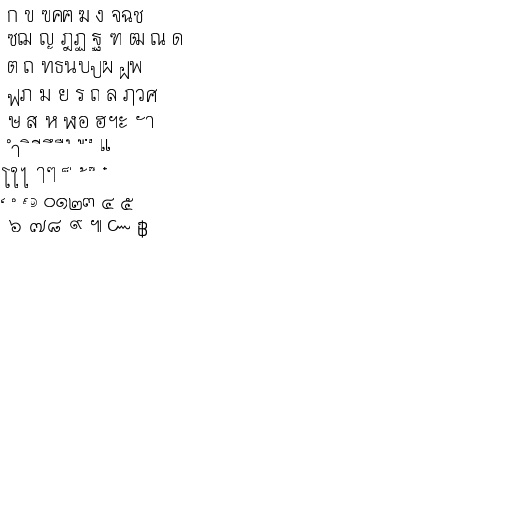 ก ข ฃคฅ ฆ ง จฉช
ซฌ ญ ฎฏ ฐ ฑ ฒ ณ ด
ต ถ ทธนบปผ ฝพ
ฟภ ม ย ร ฤ ล ฦวศ
ษ ส ห ฬอ ฮฯะ ั า
ำ ิ ี ึ ื ุ ู ฺ เแ
โใไ ๅๆ ็ ่ ้ ๊ ๋
์ ํ ๎ ๏ ๐๑๒๓ ๔ ๕
๖ ๗๘ ๙ ๚ ๛ ฿